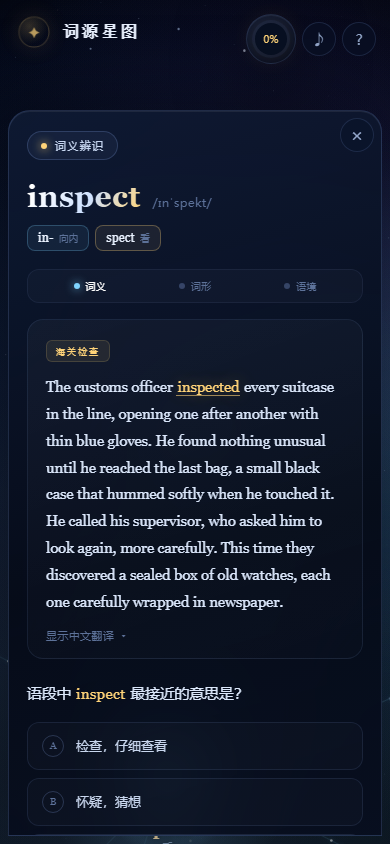 词源星图
0%
?
词义辨识
×
inspect /ɪnˈspekt/
in- 向内 spect 看
词义 词形 语境
海关检查
The customs officer inspected every suitcase
in the line, opening one after another with
thin blue gloves. He found nothing unusual
until he reached the last bag, a small black
case that hummed softly when he touched it.
He called his supervisor, who asked him to
look again, more carefully. This time they
discovered a sealed box of old watches, each
one carefully wrapped in newspaper.
显示中文翻译
语段中 inspect 最接近的意思是?
A 检查，仔细查看
B 怀疑，猜想